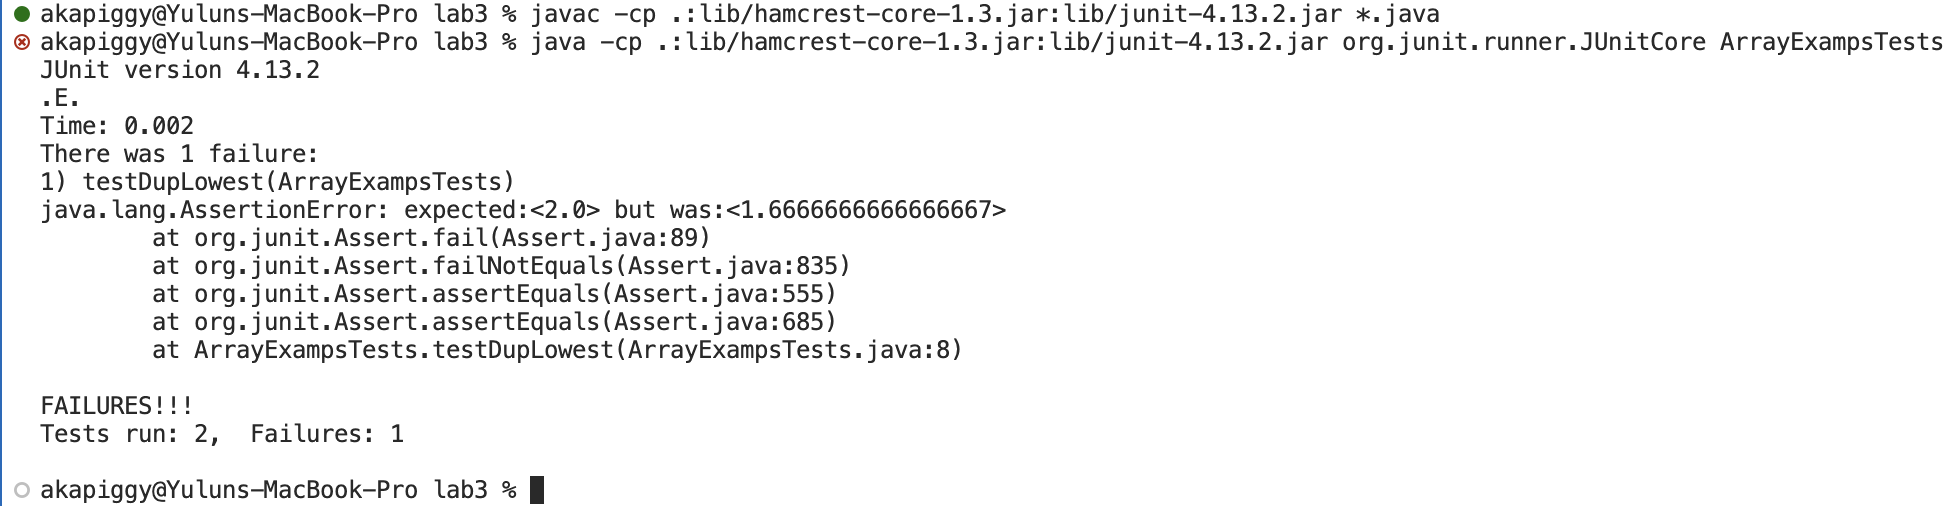 akapiggy@Yuluns-MacBook-Pro lab3 % javac -cp .:lib/hamcrest-core-1.3.jar:lib/junit-4.13.2.jar *.java
akapiggy@Yuluns-MacBook-Pro lab3 % java -cp .:lib/hamcrest-core-1.3.jar:lib/junit-4.13.2.jar org.junit.runner.JUnitCore ArrayExampsTests
JUnit version 4.13.2
.E.
Time: 0.002
There was 1 failure:
1) testDupLowest(ArrayExampsTests)
java.lang.AssertionError: expected:<2.0> but was:<1.6666666666666667>
        at org.junit.Assert.fail(Assert.java:89)
        at org.junit.Assert.failNotEquals(Assert.java:835)
        at org.junit.Assert.assertEquals(Assert.java:555)
        at org.junit.Assert.assertEquals(Assert.java:685)
        at ArrayExampsTests.testDupLowest(ArrayExampsTests.java:8)

FAILURES!!!
Tests run: 2,  Failures: 1

akapiggy@Yuluns-MacBook-Pro lab3 %